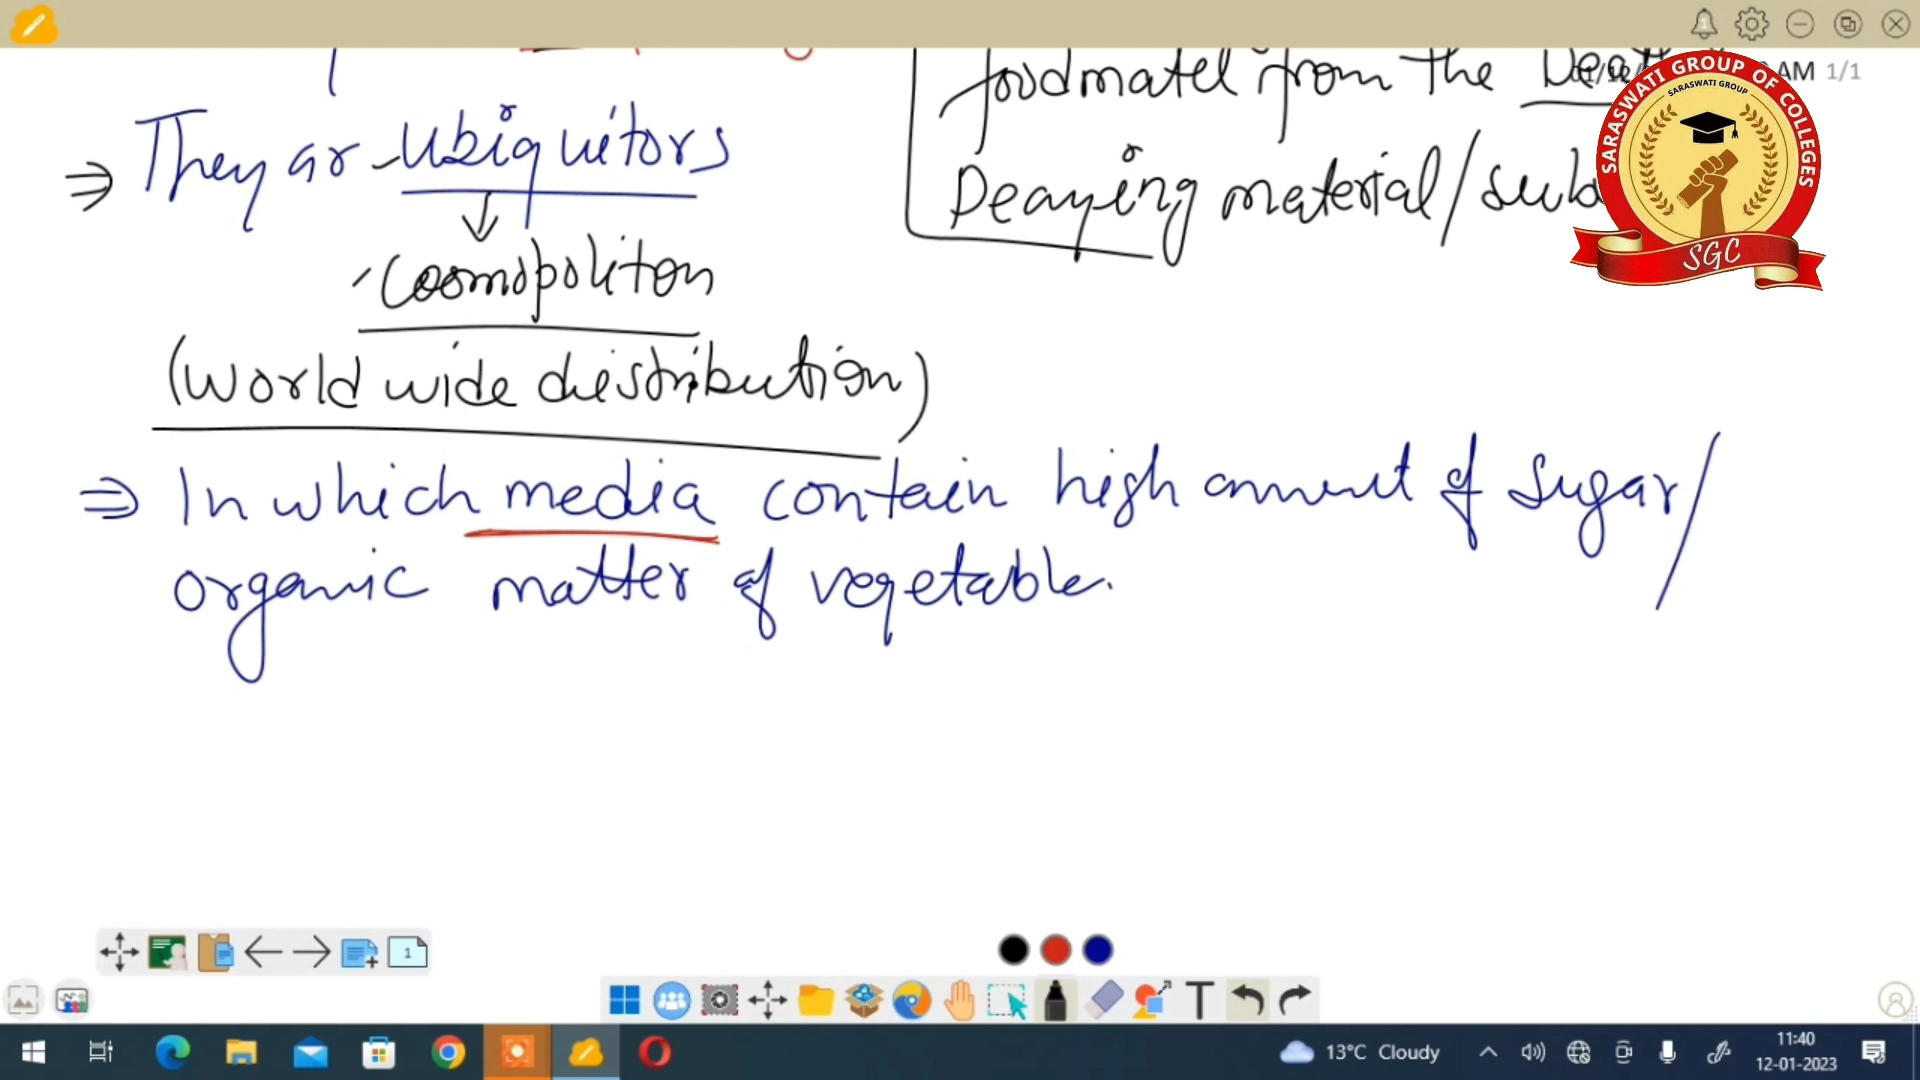 foodmatel from the
AM 1/1
SARASWATI GROUP OF COLLEGES
SARASWATI GROUP
SGC
⇒ They ar Ubiquitors
Deaying material/
↓
Cosmopoliton
(World wide distribution)
⇒ In which media contain high amount of Sugar/
organic matter of vegetable.
1
T
13°C Cloudy
11:40
12-01-2023